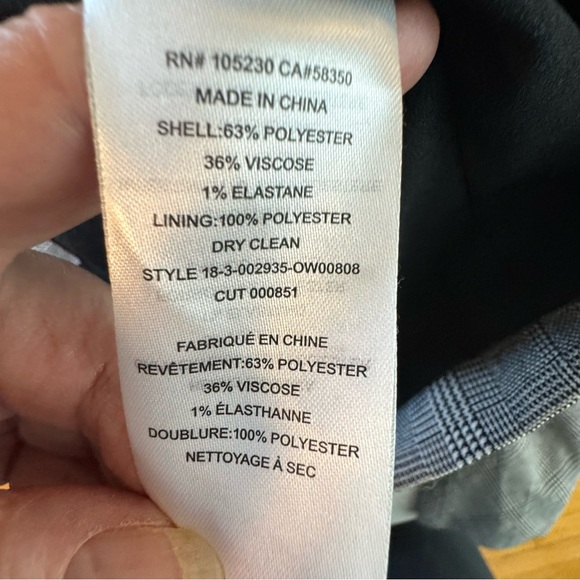 RN# 105230 CA#58350
MADE IN CHINA
SHELL:63% POLYESTER
36% VISCOSE
1% ELASTANE
LINING:100% POLYESTER
DRY CLEAN
STYLE 18-3-002935-OW00808
CUT 000851
FABRIQUÉ EN CHINE
REVÊTEMENT:63% POLYESTER
36% VISCOSE
1% ÉLASTHANNE
DOUBLURE:100% POLYESTER
NETTOYAGE À SEC